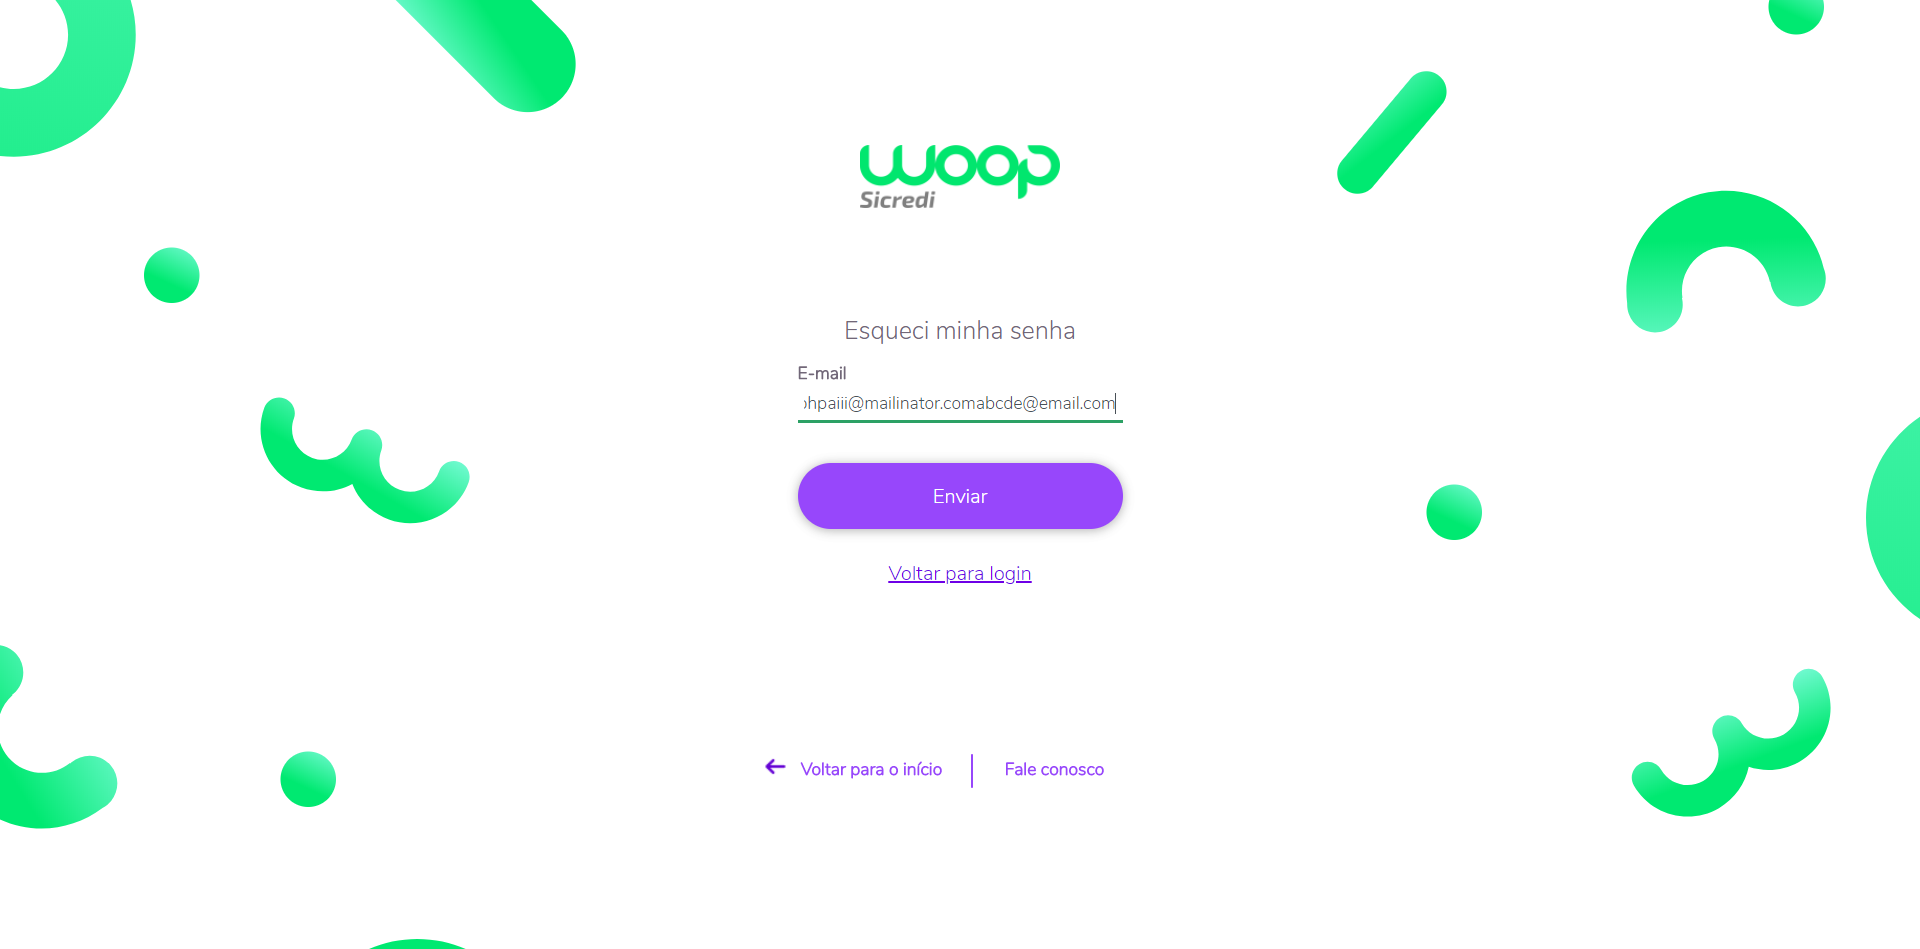 woop
Sicredi
Esqueci minha senha
E-mail
hpaiii@mailinator.comabcde@email.com
Enviar
Voltar para login
Voltar para o início
Fale conosco